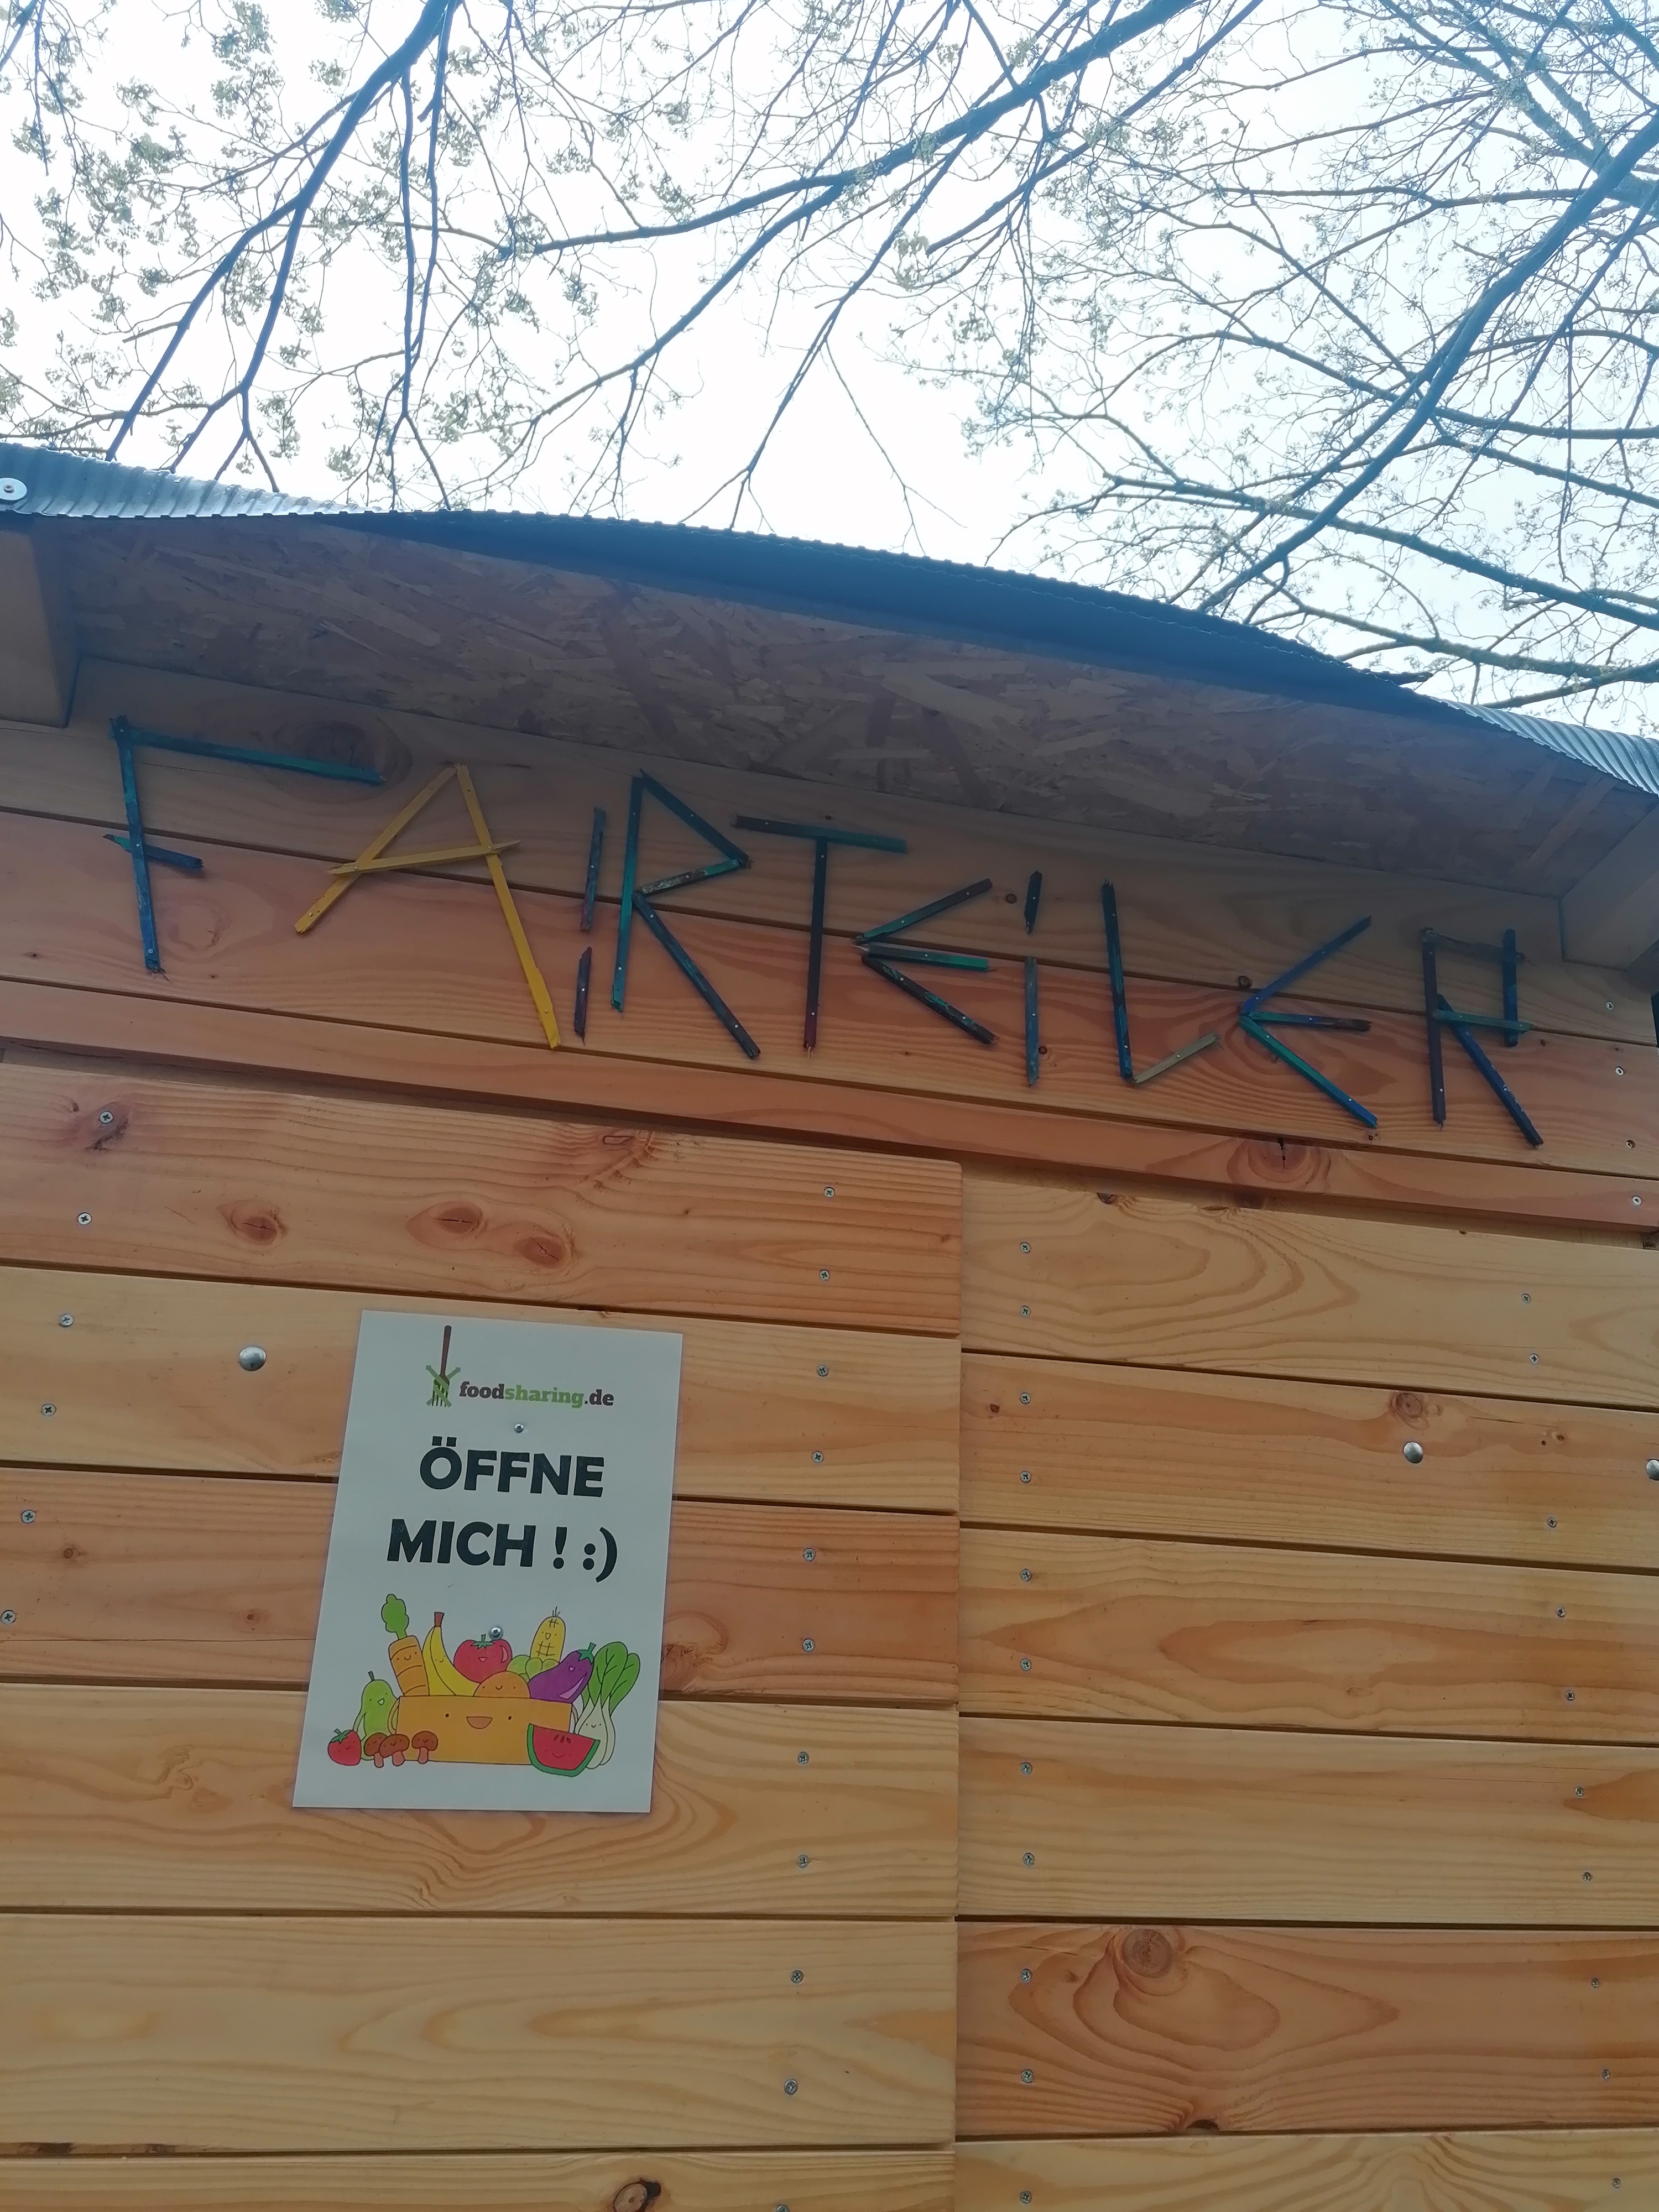 FAIRTEiLER
foodsharing.de
ÖFFNE
MICH ! :)